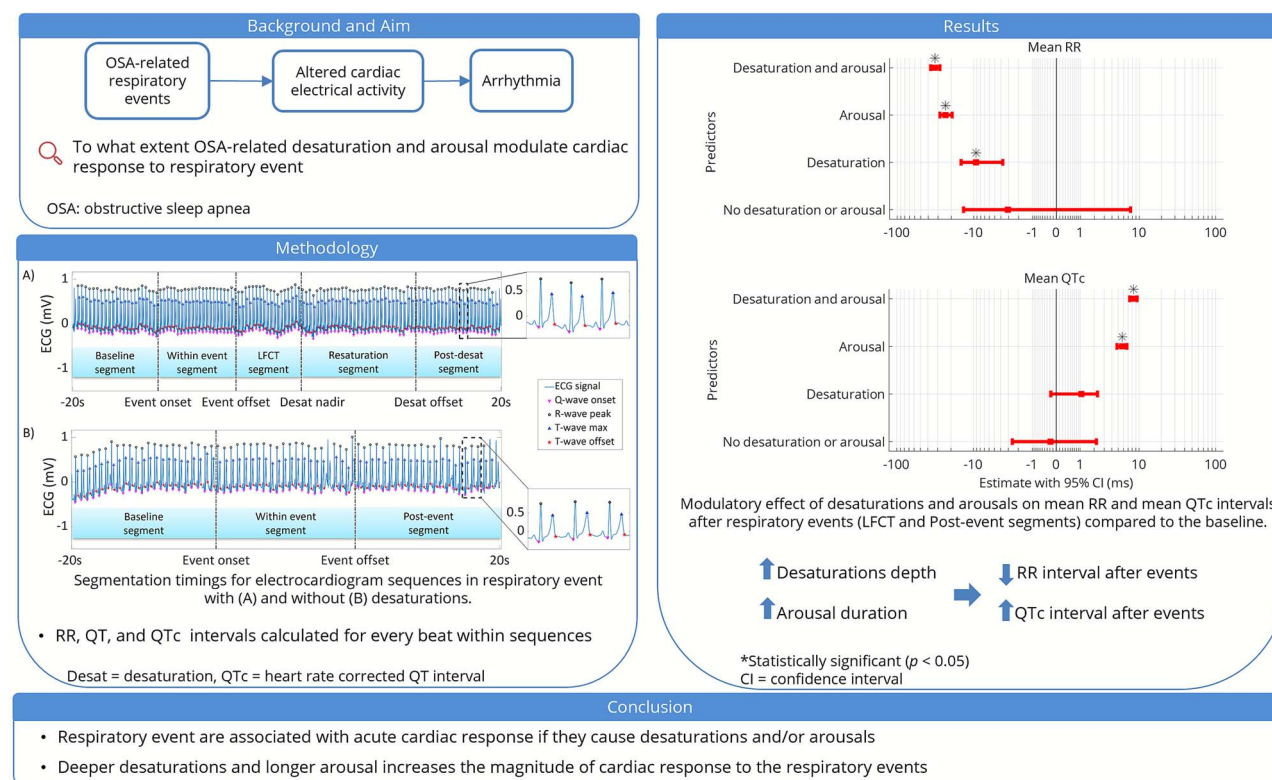 Background and Aim
OSA-related
respiratory
events
Altered cardiac
electrical activity
Arrhythmia
To what extent OSA-related desaturation and arousal modulate cardiac
response to respiratory event
OSA: obstructive sleep apnea
Methodology
A)
ECG (mV)
1
0
-1
0.5
0
Baseline
segment
Within event
segment
LFCT
segment
Resaturation
segment
Post-desat
segment
-20s
Event onset
Event offset
Desat nadir
Desat offset
20s
ECG signal
Q-wave onset
R-wave peak
T-wave max
T-wave offset
B)
ECG (mV)
1
0
-1
0.5
0
Baseline
segment
Within event
segment
Post-event
segment
-20s
Event onset
Event offset
20s
Segmentation timings for electrocardiogram sequences in respiratory event
with (A) and without (B) desaturations.
• RR, QT, and QTc intervals calculated for every beat within sequences
Desat = desaturation, QTc = heart rate corrected QT interval
Results
Mean RR
Predictors
Desaturation and arousal
Arousal
Desaturation
No desaturation or arousal
-100 -10 -1 0 1 10 100
Mean QTc
Predictors
Desaturation and arousal
Arousal
Desaturation
No desaturation or arousal
-100 -10 -1 0 1 10 100
Estimate with 95% CI (ms)
Modulatory effect of desaturations and arousals on mean RR and mean QTc intervals
after respiratory events (LFCT and Post-event segments) compared to the baseline.
Desaturations depth
Arousal duration
RR interval after events
QTc interval after events
*Statistically significant (p < 0.05)
CI = confidence interval
Conclusion
• Respiratory event are associated with acute cardiac response if they cause desaturations and/or arousals
• Deeper desaturations and longer arousal increases the magnitude of cardiac response to the respiratory events